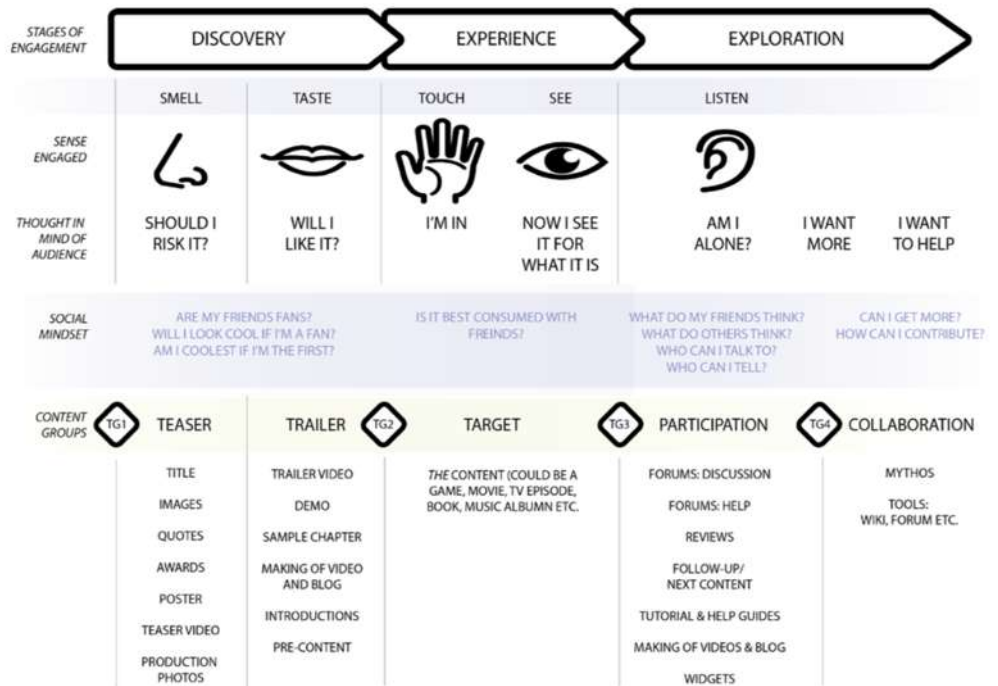 STAGES OF
ENGAGEMENT
DISCOVERY
EXPERIENCE
EXPLORATION
SMELL
TASTE
TOUCH
SEE
LISTEN
SENSE
ENGAGED
THOUGHT IN
MIND OF
AUDIENCE
SHOULD I
RISK IT?
WILL I
LIKE IT?
I'M IN
NOW I SEE
IT FOR
WHAT IT IS
AM I
ALONE?
I WANT
MORE
I WANT
TO HELP
SOCIAL
MINDSET
ARE MY FRIENDS FANS?
WILL I LOOK COOL IF I'M A FAN?
AM I COOLEST IF I'M THE FIRST?
IS IT BEST CONSUMED WITH
FREINDS?
WHAT DO MY FRIENDS THINK?
WHAT DO OTHERS THINK?
WHO CAN I TALK TO?
WHO CAN I TELL?
CAN I GET MORE?
HOW CAN I CONTRIBUTE?
CONTENT
GROUPS
TG1
TEASER
TRAILER
TG2
TARGET
TG3
PARTICIPATION
TG4
COLLABORATION
TITLE
IMAGES
QUOTES
AWARDS
POSTER
TEASER VIDEO
PRODUCTION
PHOTOS
TRAILER VIDEO
DEMO
SAMPLE CHAPTER
MAKING OF VIDEO
AND BLOG
INTRODUCTIONS
PRE-CONTENT
THE CONTENT (COULD BE A
GAME, MOVIE, TV EPISODE,
BOOK, MUSIC ALBUMN ETC.
FORUMS: DISCUSSION
FORUMS: HELP
REVIEWS
FOLLOW-UP/
NEXT CONTENT
TUTORIAL & HELP GUIDES
MAKING OF VIDEOS & BLOG
WIDGETS
MYTHOS
TOOLS:
WIKI, FORUM ETC.